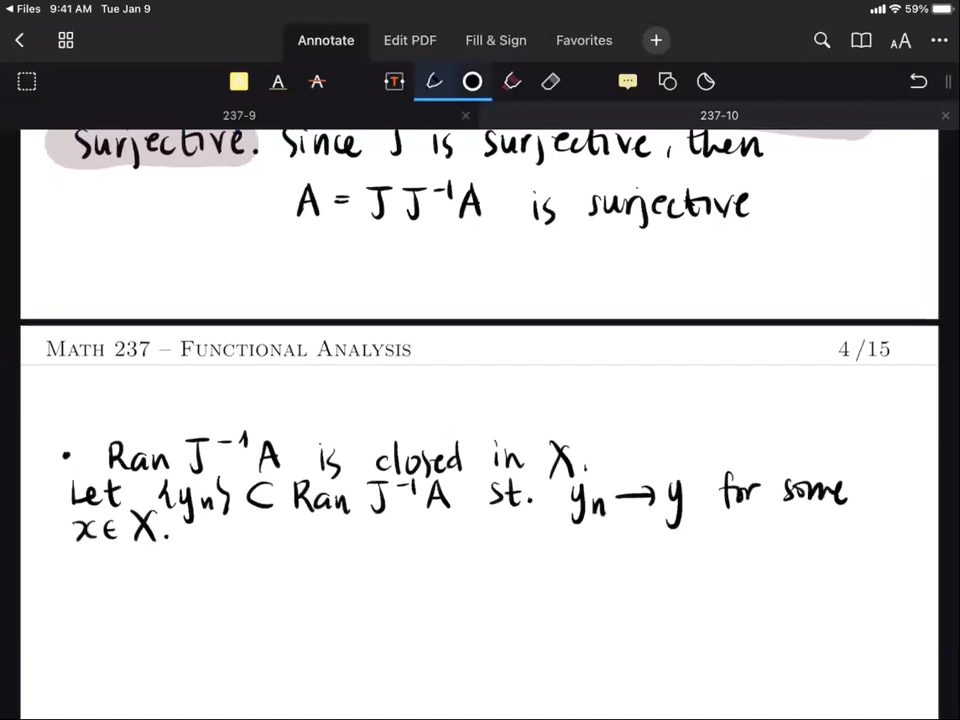 Files 9:41 AM Tue Jan 9 59%
Annotate Edit PDF Fill & Sign Favorites
237-9 237-10
surjective. Since J is surjective, then
A = J J⁻¹A is surjective
MATH 237 – FUNCTIONAL ANALYSIS 4/15
• Ran J⁻¹A is closed in X.
Let {yn} ⊂ Ran J⁻¹A st. yn → y for some
x ∈ X.